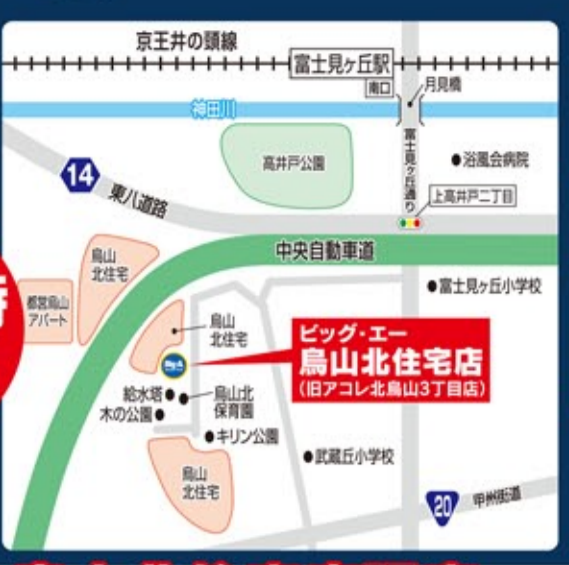 京王井の頭線
富士見ヶ丘駅
南口
月見橋
神田川
富士見ヶ丘通り
高井戸公園
浴風会病院
14
東八道路
上高井戸二丁目
中央自動車道
烏山
北住宅
都営烏山
アパート
富士見ヶ丘小学校
烏山
北住宅
ビッグ・エー
烏山北住宅店
(旧アコレ北烏山3丁目店)
Big-A
給水塔
烏山北
保育園
木の公園
キリン公園
武蔵丘小学校
烏山
北住宅
20
甲州街道